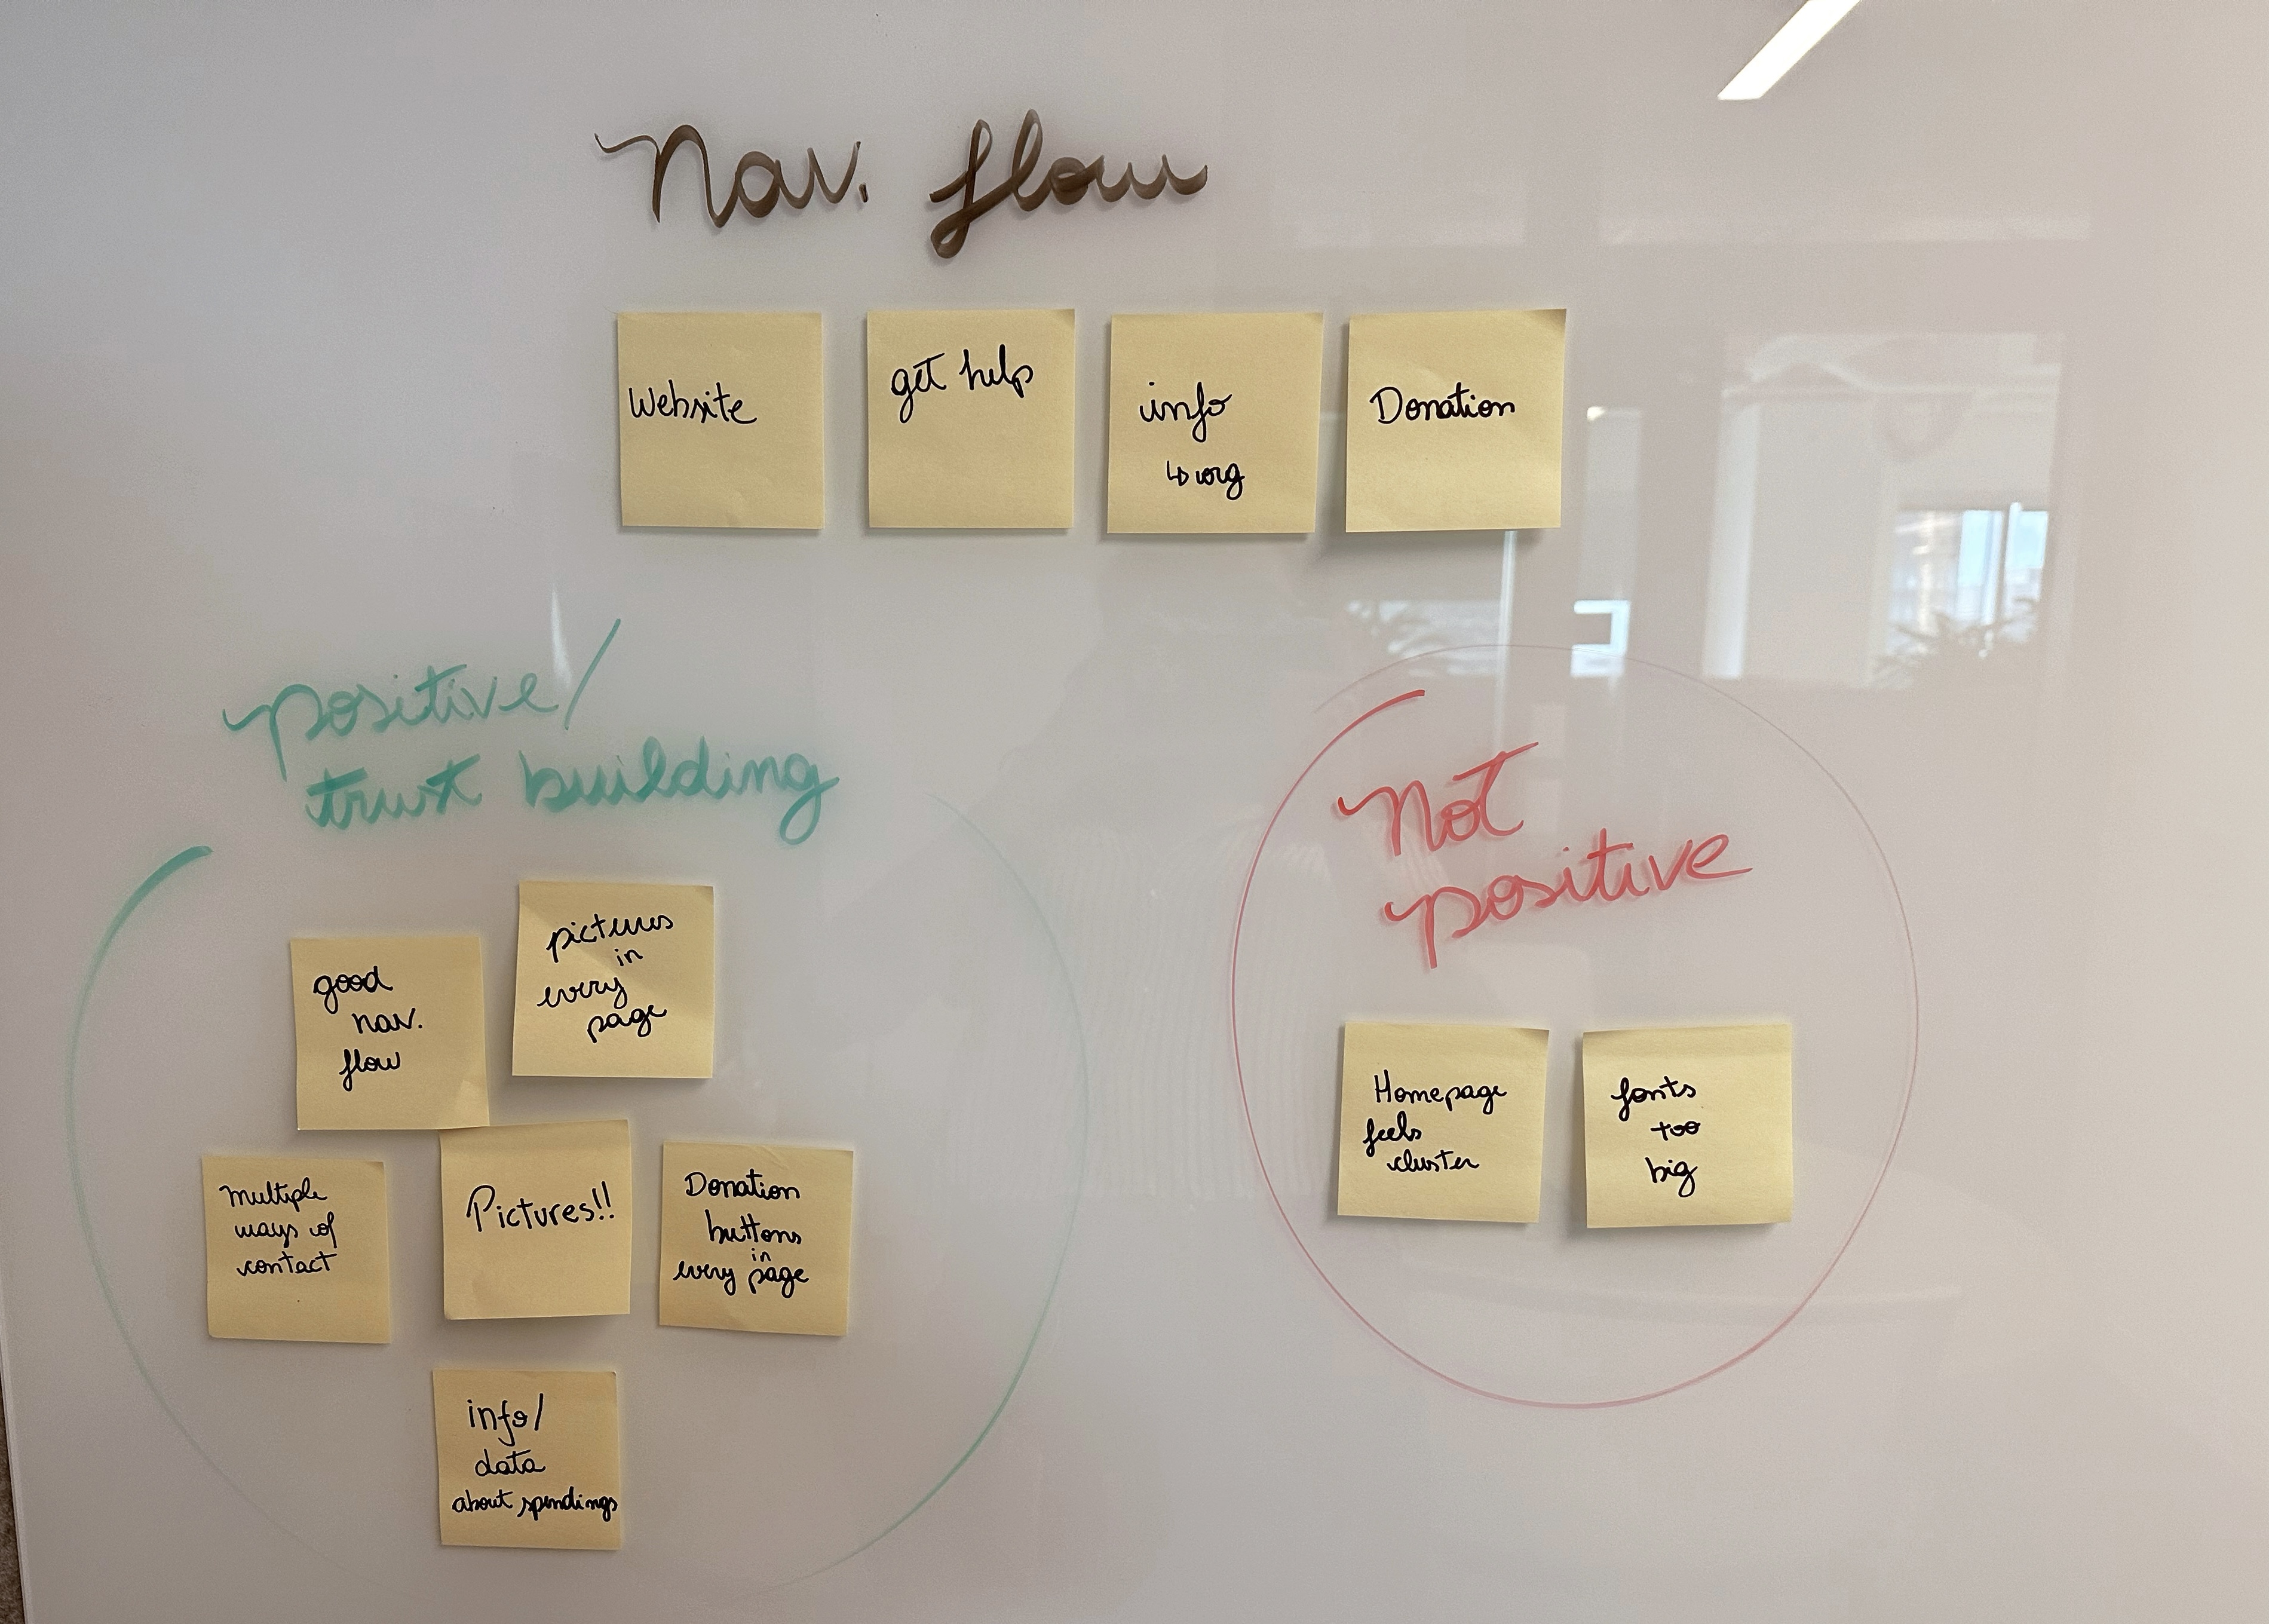 Nav. flow
Website
get help
info
↳ org
Donation
positive/
trust building
good
nav.
flow
pictures
in
every
page
Multiple
ways of
contact
Pictures!!
Donation
buttons
in
every page
info/
data
about spendings
Not
positive
Homepage
feels
cluster
fonts
too
big